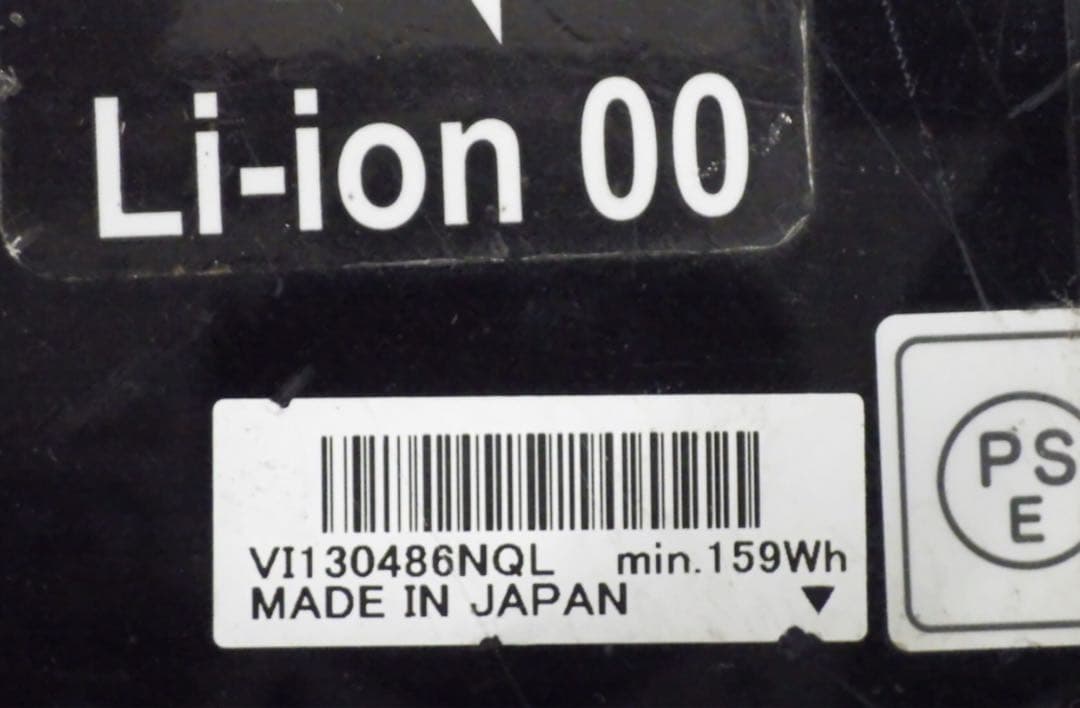 Li-ion 00
VI130486NQL min.159Wh
MADE IN JAPAN
PS
E